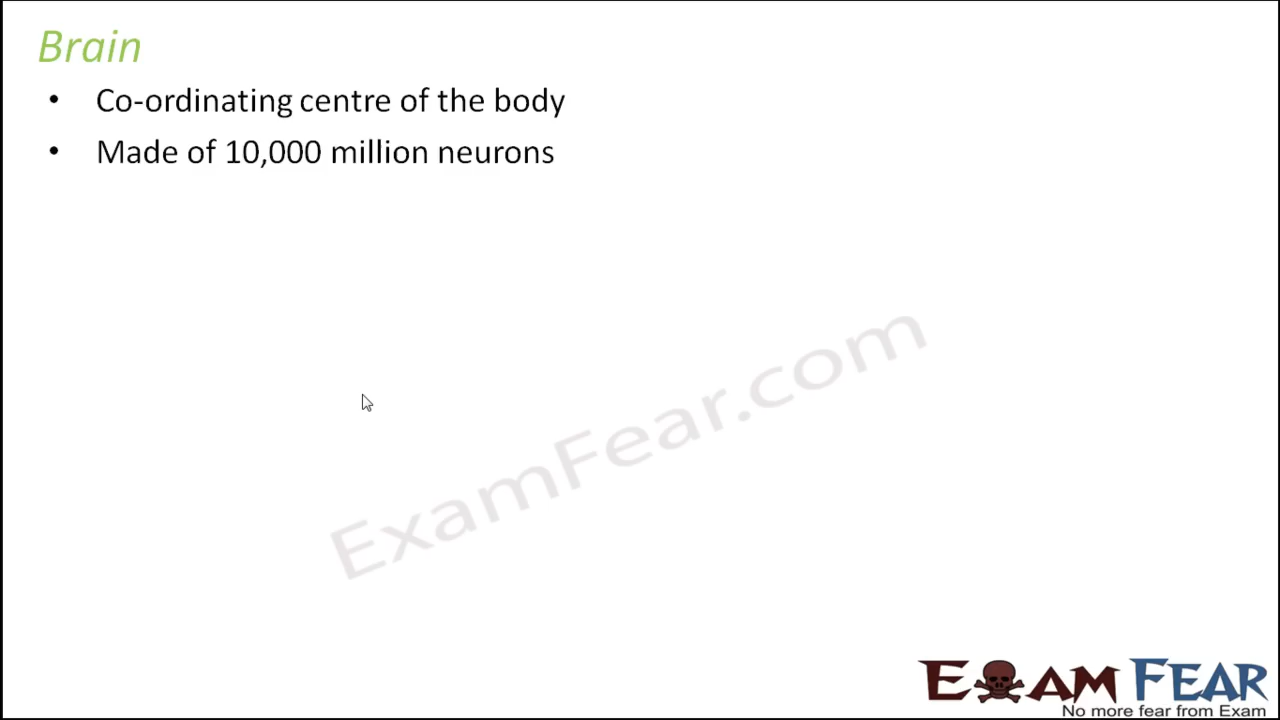 Brain
• Co-ordinating centre of the body
• Made of 10,000 million neurons
ExamFear.com
EXAM FEAR
No more fear from Exam